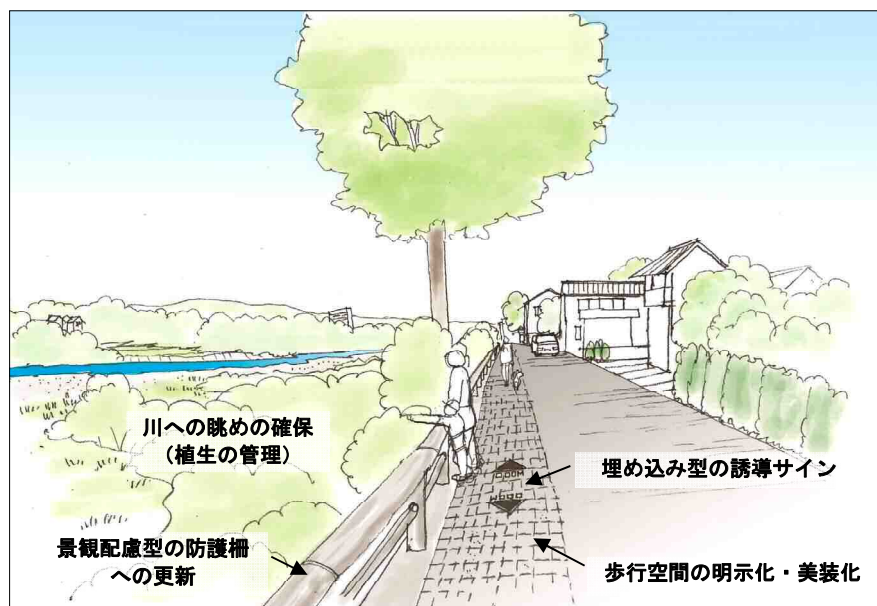 川への眺めの確保
（植生の管理）
埋め込み型の誘導サイン
景観配慮型の防護柵
への更新
歩行空間の明示化・美装化